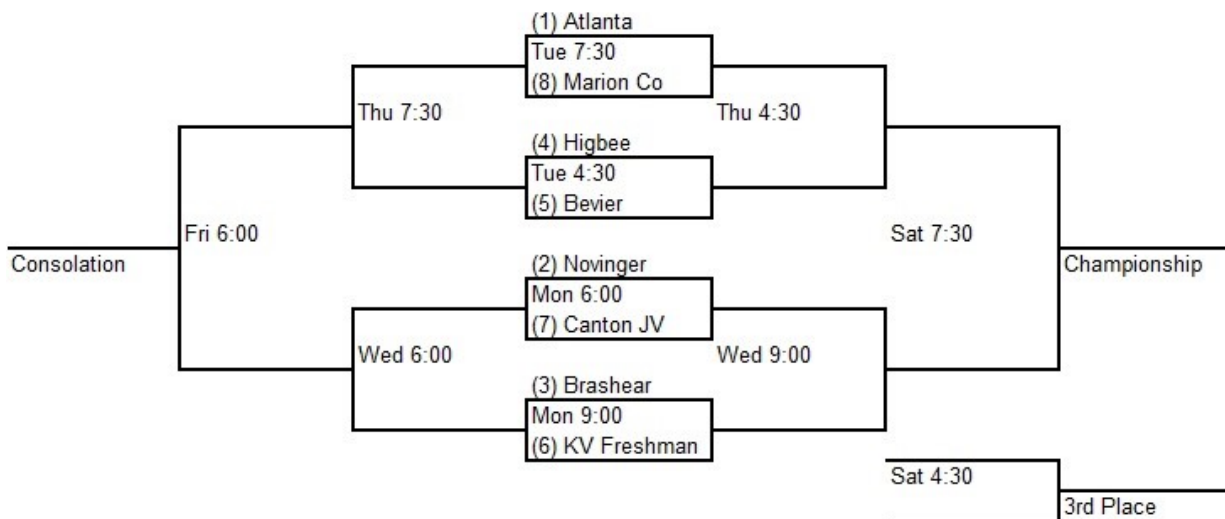 (1) Atlanta
Tue 7:30
(8) Marion Co
Thu 7:30
Thu 4:30
(4) Higbee
Tue 4:30
(5) Bevier
Fri 6:00
Sat 7:30
Consolation
(2) Novinger
Championship
Mon 6:00
(7) Canton JV
Wed 6:00
Wed 9:00
(3) Brashear
Mon 9:00
(6) KV Freshman
Sat 4:30
3rd Place